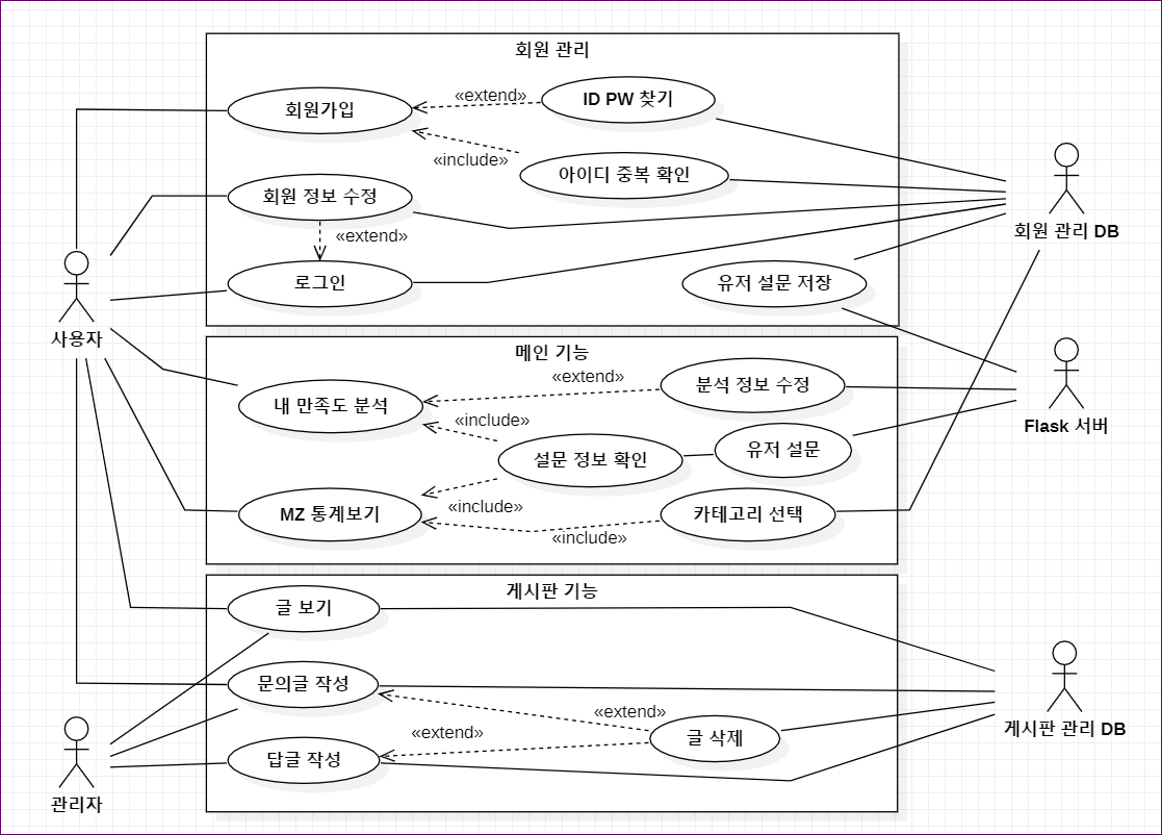 회원 관리
회원가입
«extend»
ID PW 찾기
«include»
아이디 중복 확인
회원 정보 수정
«extend»
로그인
유저 설문 저장
회원 관리 DB
사용자
메인 기능
«extend»
분석 정보 수정
내 만족도 분석
«include»
설문 정보 확인
유저 설문
Flask 서버
MZ 통계보기
«include»
카테고리 선택
«include»
게시판 기능
글 보기
문의글 작성
«extend»
글 삭제
«extend»
답글 작성
게시판 관리 DB
관리자